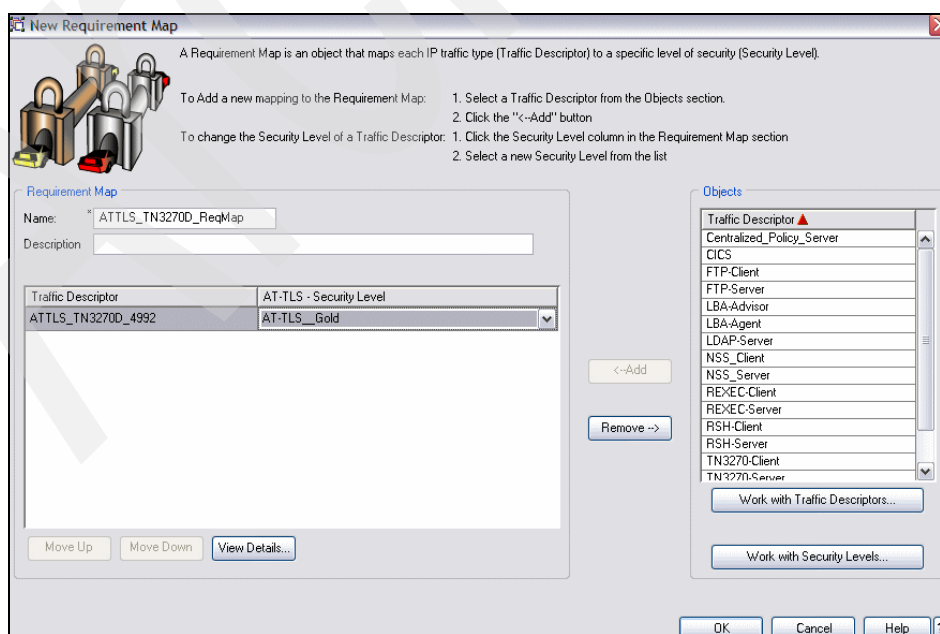 New Requirement Map
A Requirement Map is an object that maps each IP traffic type (Traffic Descriptor) to a specific level of security (Security Level).
To Add a new mapping to the Requirement Map: 1. Select a Traffic Descriptor from the Objects section.
2. Click the "<--Add" button
To change the Security Level of a Traffic Descriptor: 1. Click the Security Level column in the Requirement Map section
2. Select a new Security Level from the list
Requirement Map
Name: * ATTLS_TN3270D_ReqMap
Description
Traffic Descriptor AT-TLS - Security Level
ATTLS_TN3270D_4992 AT-TLS__Gold
Move Up Move Down View Details...
<--Add
Remove -->
Objects
Traffic Descriptor
Centralized_Policy_Server
CICS
FTP-Client
FTP-Server
LBA-Advisor
LBA-Agent
LDAP-Server
NSS_Client
NSS_Server
REXEC-Client
REXEC-Server
RSH-Client
RSH-Server
TN3270-Client
TN3270-Server
Work with Traffic Descriptors...
Work with Security Levels...
OK Cancel Help